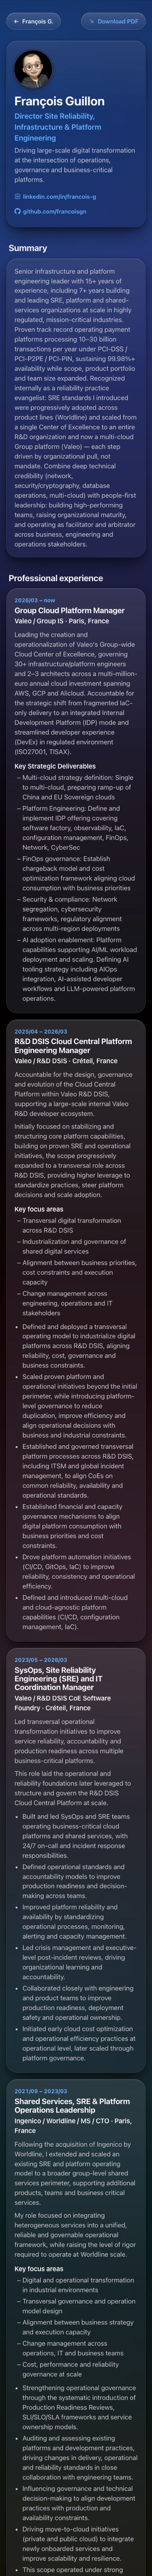 ← François G.
Download PDF
François Guillon
Director Site Reliability,
Infrastructure & Platform
Engineering
Driving large-scale digital transformation
at the intersection of operations,
governance and business-critical
platforms.
linkedin.com/in/francois-g
github.com/francoisgn
Summary
Senior infrastructure and platform
engineering leader with 15+ years of
experience, including 7+ years building
and leading SRE, platform and shared-
services organizations at scale in highly
regulated, mission-critical industries.
Proven track record operating payment
platforms processing 10–30 billion
transactions per year under PCI-DSS /
PCI-P2PE / PCI-PIN, sustaining 99.98%+
availability while scope, product portfolio
and team size expanded. Recognized
internally as a reliability practice
evangelist: SRE standards I introduced
were progressively adopted across
product lines (Worldline) and scaled from
a single Center of Excellence to an entire
R&D organization and now a multi-cloud
Group platform (Valeo) — each step
driven by organizational pull, not
mandate. Combine deep technical
credibility (network,
security/cryptography, database
operations, multi-cloud) with people-first
leadership: building high-performing
teams, raising organizational maturity,
and operating as facilitator and arbitrator
across business, engineering and
operations stakeholders.
Professional experience
2026/03 – now
Group Cloud Platform Manager
Valeo / Group IS · Paris, France
Leading the creation and
operationalization of Valeo's Group-wide
Cloud Center of Excellence, governing
30+ infrastructure/platform engineers
and 2–3 architects across a multi-million-
euro annual cloud investment spanning
AWS, GCP and Alicloud. Accountable for
the strategic shift from fragmented IaC-
only delivery to an integrated Internal
Development Platform (IDP) mode and
streamlined developer experience
(DevEx) in regulated environment
(ISO27001, TISAX).
Key Strategic Deliverables
– Multi-cloud strategy definition: Single
to multi-cloud, preparing ramp-up of
China and EU Sovereign clouds
– Platform Engineering: Define and
implement IDP offering covering
software factory, observability, IaC,
configuration management, FinOps,
Network, CyberSec
– FinOps governance: Establish
chargeback model and cost
optimization framework aligning cloud
consumption with business priorities
– Security & compliance: Network
segregation, cybersecurity
frameworks, regulatory alignment
across multi-region deployments
– AI adoption enablement: Platform
capabilities supporting AI/ML workload
deployment and scaling. Defining AI
tooling strategy including AIOps
integration, AI-assisted developer
workflows and LLM-powered platform
operations.
2025/04 – 2026/03
R&D DSIS Cloud Central Platform
Engineering Manager
Valeo / R&D DSIS · Créteil, France
Accountable for the design, governance
and evolution of the Cloud Central
Platform within Valeo R&D DSIS,
supporting a large-scale internal Valeo
R&D developer ecosystem.
Initially focused on stabilizing and
structuring core platform capabilities,
building on proven SRE and operational
initiatives, the scope progressively
expanded to a transversal role across
R&D DSIS, providing higher leverage to
standardize practices, steer platform
decisions and scale adoption.
Key focus areas
– Transversal digital transformation
across R&D DSIS
– Industrialization and governance of
shared digital services
– Alignment between business priorities,
cost constraints and execution
capacity
– Change management across
engineering, operations and IT
stakeholders
• Defined and deployed a transversal
operating model to industrialize digital
platforms across R&D DSIS, aligning
reliability, cost, governance and
business constraints.
• Scaled proven platform and
operational initiatives beyond the initial
perimeter, while introducing platform-
level governance to reduce
duplication, improve efficiency and
align operational decisions with
business and industrial constraints.
• Established and governed transversal
platform processes across R&D DSIS,
including ITSM and global incident
management, to align CoEs on
common reliability, availability and
operational standards.
• Established financial and capacity
governance mechanisms to align
digital platform consumption with
business priorities and cost
constraints.
• Drove platform automation initiatives
(CI/CD, GitOps, IaC) to improve
reliability, consistency and operational
efficiency.
• Defined and introduced multi-cloud
and cloud-agnostic platform
capabilities (CI/CD, configuration
management, IaC).
2023/05 – 2026/03
SysOps, Site Reliability
Engineering (SRE) and IT
Coordination Manager
Valeo / R&D DSIS CoE Software
Foundry · Créteil, France
Led transversal operational
transformation initiatives to improve
service reliability, accountability and
production readiness across multiple
business-critical platforms.
This role laid the operational and
reliability foundations later leveraged to
structure and govern the R&D DSIS
Cloud Central Platform at scale.
• Built and led SysOps and SRE teams
operating business-critical cloud
platforms and shared services, with
24/7 on-call and incident response
responsibilities.
• Defined operational standards and
accountability models to improve
production readiness and decision-
making across teams.
• Improved platform reliability and
availability by standardizing
operational processes, monitoring,
alerting and capacity management.
• Led crisis management and executive-
level post-incident reviews, driving
organizational learning and
accountability.
• Collaborated closely with engineering
and product teams to improve
production readiness, deployment
safety and operational ownership.
• Initiated early cloud cost optimization
and operational efficiency practices at
operational level, later scaled through
platform governance.
2021/09 – 2023/03
Shared Services, SRE & Platform
Operations Leadership
Ingenico / Worldline / MS / CTO · Paris,
France
Following the acquisition of Ingenico by
Worldline, I extended and scaled an
existing SRE and platform operating
model to a broader group-level shared
services perimeter, supporting additional
products, teams and business critical
services.
My role focused on integrating
heterogeneous services into a unified,
reliable and governable operational
framework, while raising the level of rigor
required to operate at Worldline scale.
Key focus areas
– Digital and operational transformation
in industrial environments
– Transversal governance and operation
model design
– Alignment between business strategy
and execution capacity
– Change management across
operations, IT and business teams
– Cost, performance and reliability
governance at scale
• Strengthening operational governance
through the systematic introduction of
Production Readiness Reviews,
SLI/SLO/SLA frameworks and service
ownership models.
• Auditing and assessing existing
platforms and development practices,
driving changes in delivery, operational
and reliability standards in close
collaboration with engineering teams.
• Influencing governance and technical
decision-making to align development
practices with production and
availability constraints.
• Driving move-to-cloud initiatives
(private and public cloud) to integrate
newly onboarded services and
improve scalability and resilience.
• This scope operated under strong